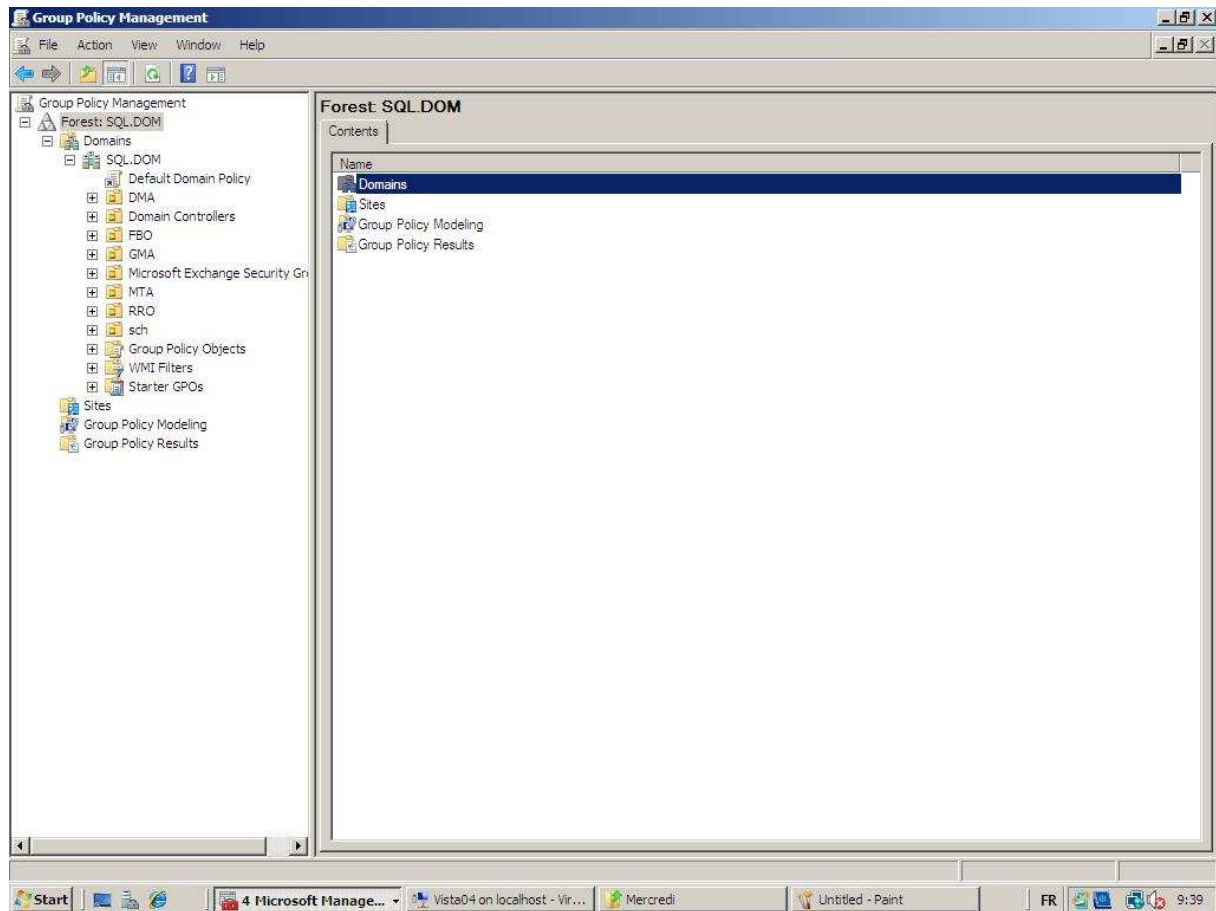 Group Policy Management
File Action View Window Help
Group Policy Management
Forest: SQL.DOM
Domains
SQL.DOM
Default Domain Policy
DMA
Domain Controllers
FBO
GMA
Microsoft Exchange Security Gr
MTA
RRO
sch
Group Policy Objects
WMI Filters
Starter GPOs
Sites
Group Policy Modeling
Group Policy Results
Forest: SQL.DOM
Contents
Name
Domains
Sites
Group Policy Modeling
Group Policy Results
Start
4 Microsoft Manage...
Vista04 on localhost - Vir...
Mercredi
Untitled - Paint
FR
9:39